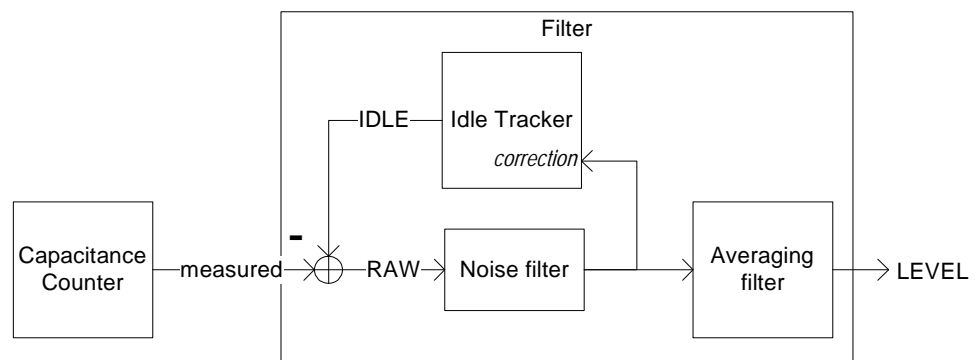 Filter
IDLE
Idle Tracker
correction
-
Capacitance
Counter
measured
RAW
Noise filter
Averaging
filter
LEVEL